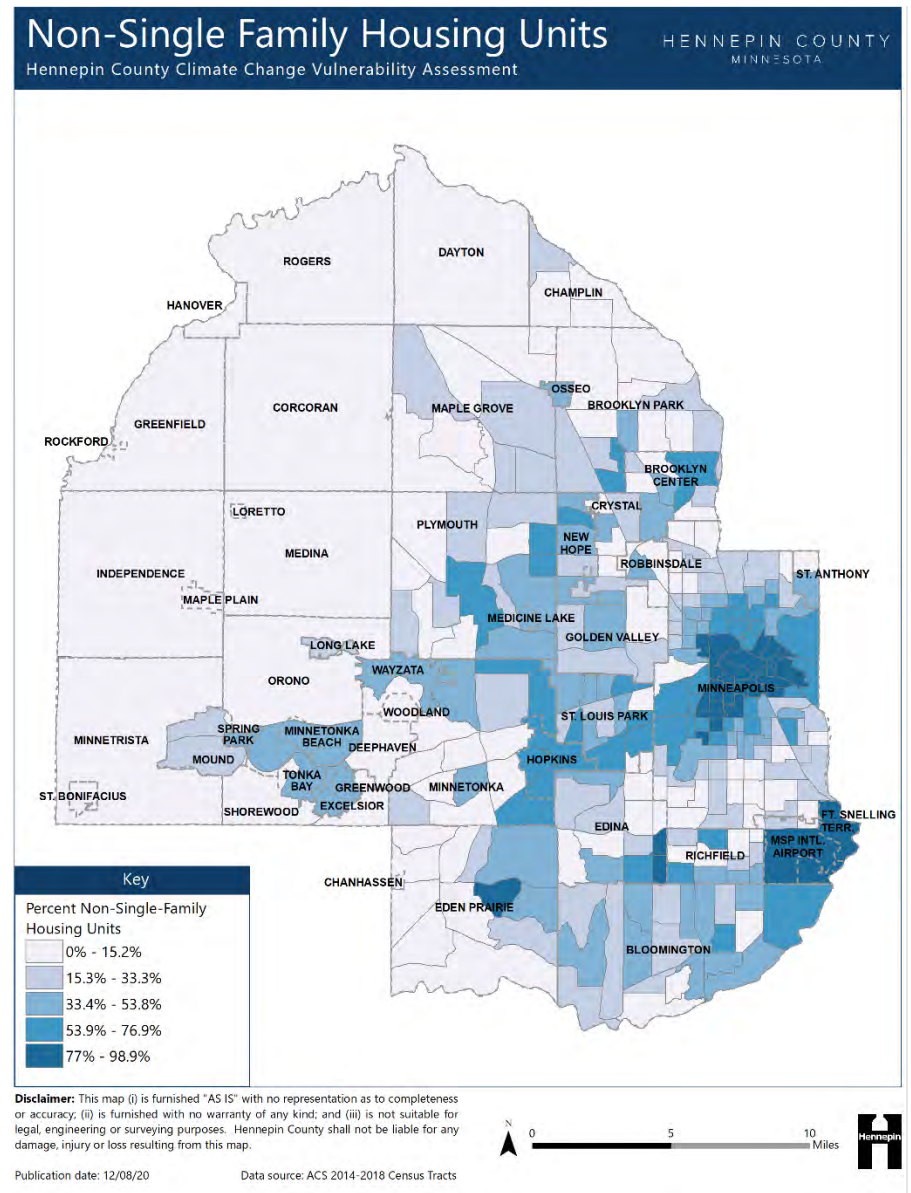 Non-Single Family Housing Units
Hennepin County Climate Change Vulnerability Assessment
HENNEPIN COUNTY
MINNESOTA
ROGERS
DAYTON
HANOVER
CHAMPLIN
OSSEO
BROOKLYN PARK
MAPLE GROVE
CORCORAN
GREENFIELD
ROCKFORD
BROOKLYN
CENTER
CRYSTAL
LORETTO
PLYMOUTH
NEW
HOPE
MEDINA
ROBBINSDALE
INDEPENDENCE
ST. ANTHONY
MAPLE PLAIN
MEDICINE LAKE
GOLDEN VALLEY
LONG LAKE
WAYZATA
ORONO
MINNEAPOLIS
WOODLAND
ST. LOUIS PARK
SPRING
PARK
MINNETONKA
BEACH
MINNETRISTA
DEEPHAVEN
MOUND
HOPKINS
TONKA
BAY
GREENWOOD
MINNETONKA
ST. BONIFACIUS
EXCELSIOR
SHOREWOOD
FT. SNELLING
TERR.
EDINA
MSP INTL.
AIRPORT
RICHFIELD
CHANHASSEN
EDEN PRAIRIE
BLOOMINGTON
Key
Percent Non-Single-Family
Housing Units
0% - 15.2%
15.3% - 33.3%
33.4% - 53.8%
53.9% - 76.9%
77% - 98.9%
Disclaimer: This map (i) is furnished "AS IS" with no representation as to completeness
or accuracy; (ii) is furnished with no warranty of any kind; and (iii) is not suitable for
legal, engineering or surveying purposes. Hennepin County shall not be liable for any
damage, injury or loss resulting from this map.
Publication date: 12/08/20
Data source: ACS 2014-2018 Census Tracts
N
0 5 10
Miles
Hennepin